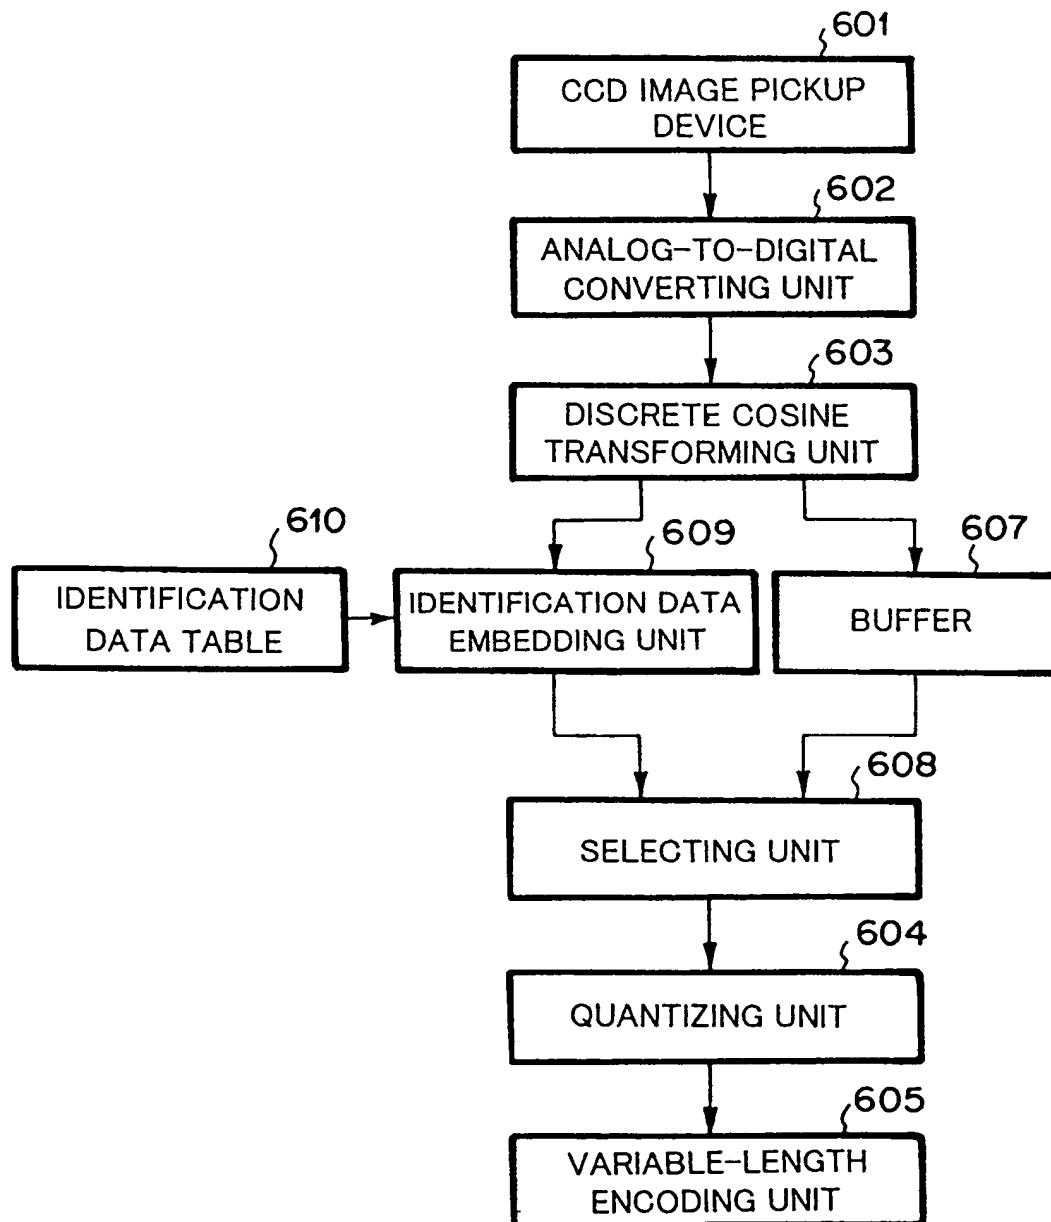 601
CCD IMAGE PICKUP
DEVICE
602
ANALOG-TO-DIGITAL
CONVERTING UNIT
603
DISCRETE COSINE
TRANSFORMING UNIT
610
IDENTIFICATION
DATA TABLE
609
IDENTIFICATION DATA
EMBEDDING UNIT
607
BUFFER
608
SELECTING UNIT
604
QUANTIZING UNIT
605
VARIABLE-LENGTH
ENCODING UNIT